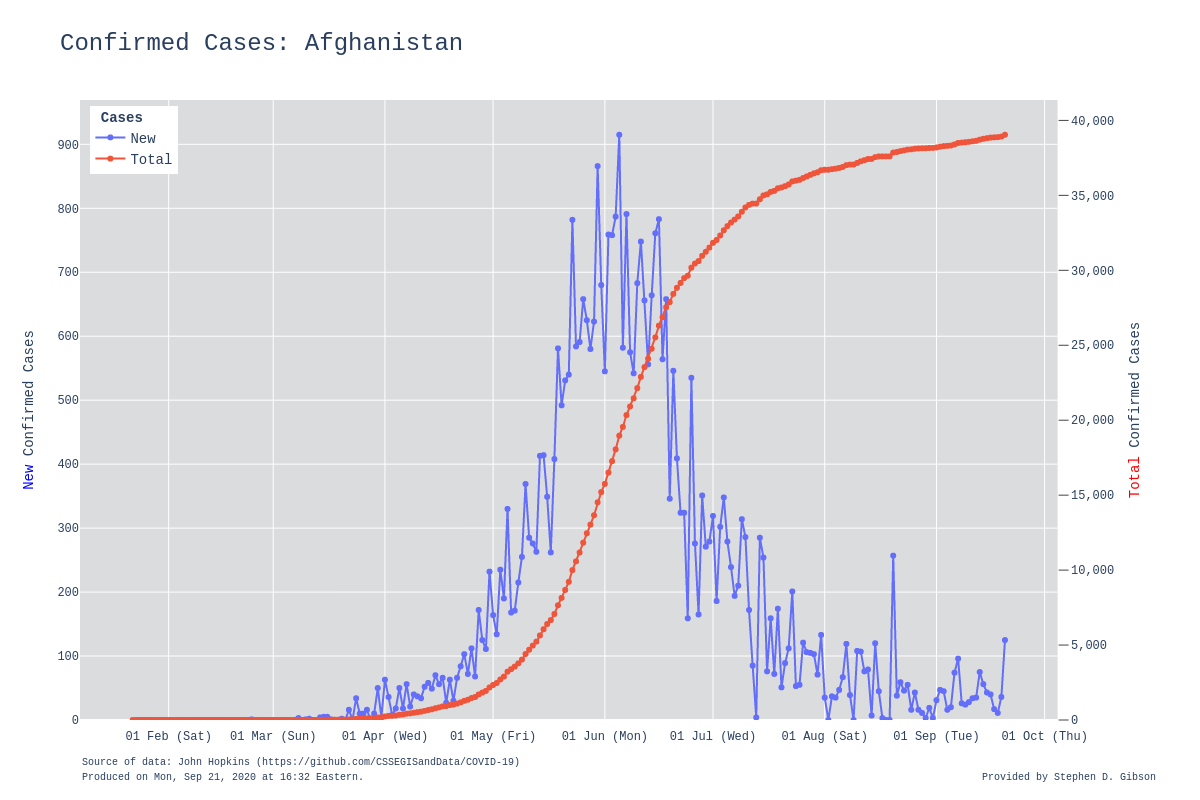 Confirmed Cases: Afghanistan
Cases
New
Total
900
800
700
600
500
400
300
200
100
0
New Confirmed Cases
40,000
35,000
30,000
25,000
20,000
15,000
10,000
5,000
0
Total Confirmed Cases
01 Feb (Sat) 01 Mar (Sun) 01 Apr (Wed) 01 May (Fri) 01 Jun (Mon) 01 Jul (Wed) 01 Aug (Sat) 01 Sep (Tue) 01 Oct (Thu)
Source of data: John Hopkins (https://github.com/CSSEGISandData/COVID-19)
Produced on Mon, Sep 21, 2020 at 16:32 Eastern.
Provided by Stephen D. Gibson